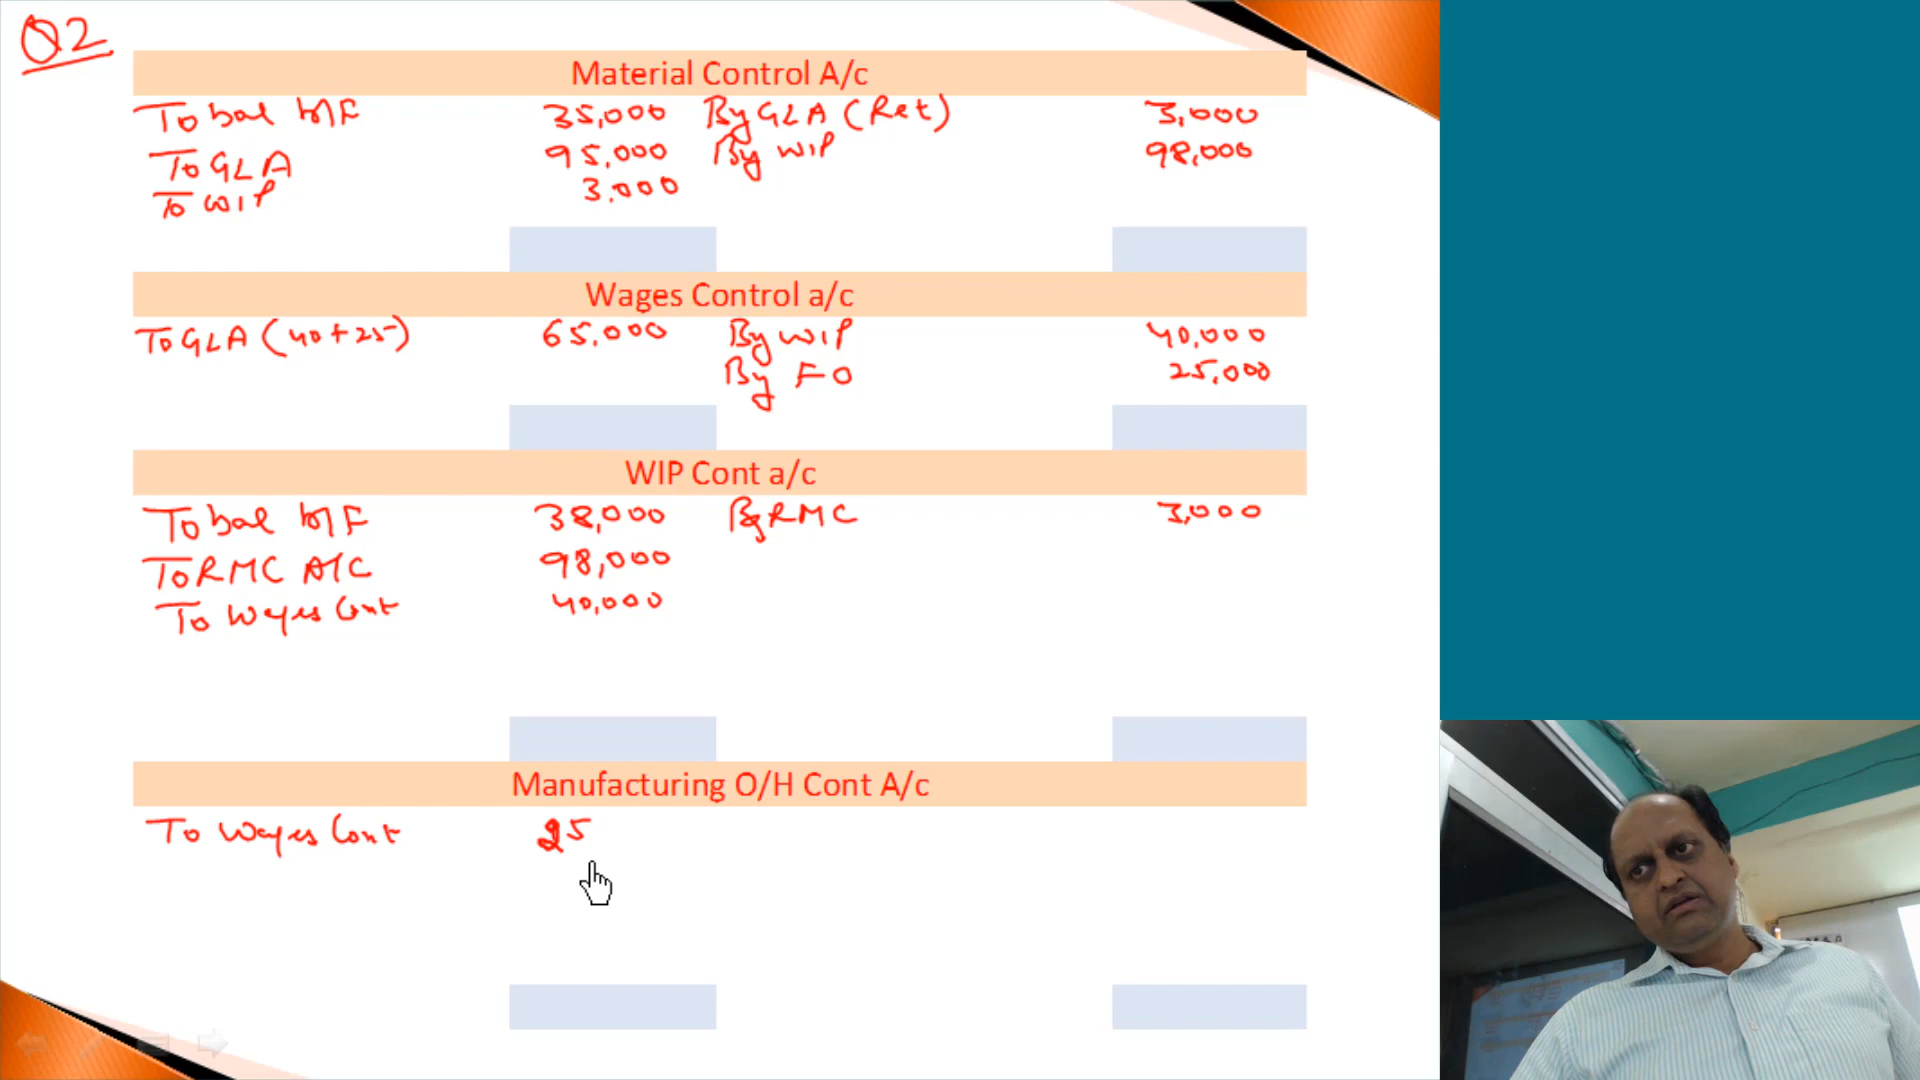 Q2
Material Control A/c
To bal b/f 35,000 By GLA (Ret) 3,000
To GLA 95,000 By WIP 98,000
To WIP 3,000
Wages Control a/c
To GLA (40+25) 65,000 By WIP 40,000
By FO 25,000
WIP Cont a/c
To bal b/f 38,000 By RMC 3,000
To RMC A/C 98,000
To Wages Cont 40,000
Manufacturing O/H Cont A/c
To Wages Cont 25